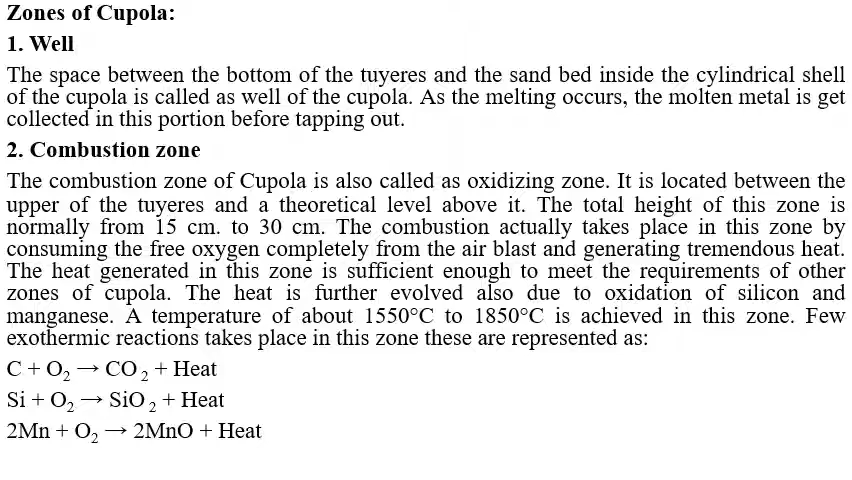 Zones of Cupola:
1. Well
The space between the bottom of the tuyeres and the sand bed inside the cylindrical shell
of the cupola is called as well of the cupola. As the melting occurs, the molten metal is get
collected in this portion before tapping out.
2. Combustion zone
The combustion zone of Cupola is also called as oxidizing zone. It is located between the
upper of the tuyeres and a theoretical level above it. The total height of this zone is
normally from 15 cm. to 30 cm. The combustion actually takes place in this zone by
consuming the free oxygen completely from the air blast and generating tremendous heat.
The heat generated in this zone is sufficient enough to meet the requirements of other
zones of cupola. The heat is further evolved also due to oxidation of silicon and
manganese. A temperature of about 1550°C to 1850°C is achieved in this zone. Few
exothermic reactions takes place in this zone these are represented as:
C + O₂ → CO₂ + Heat
Si + O₂ → SiO₂ + Heat
2Mn + O₂ → 2MnO + Heat